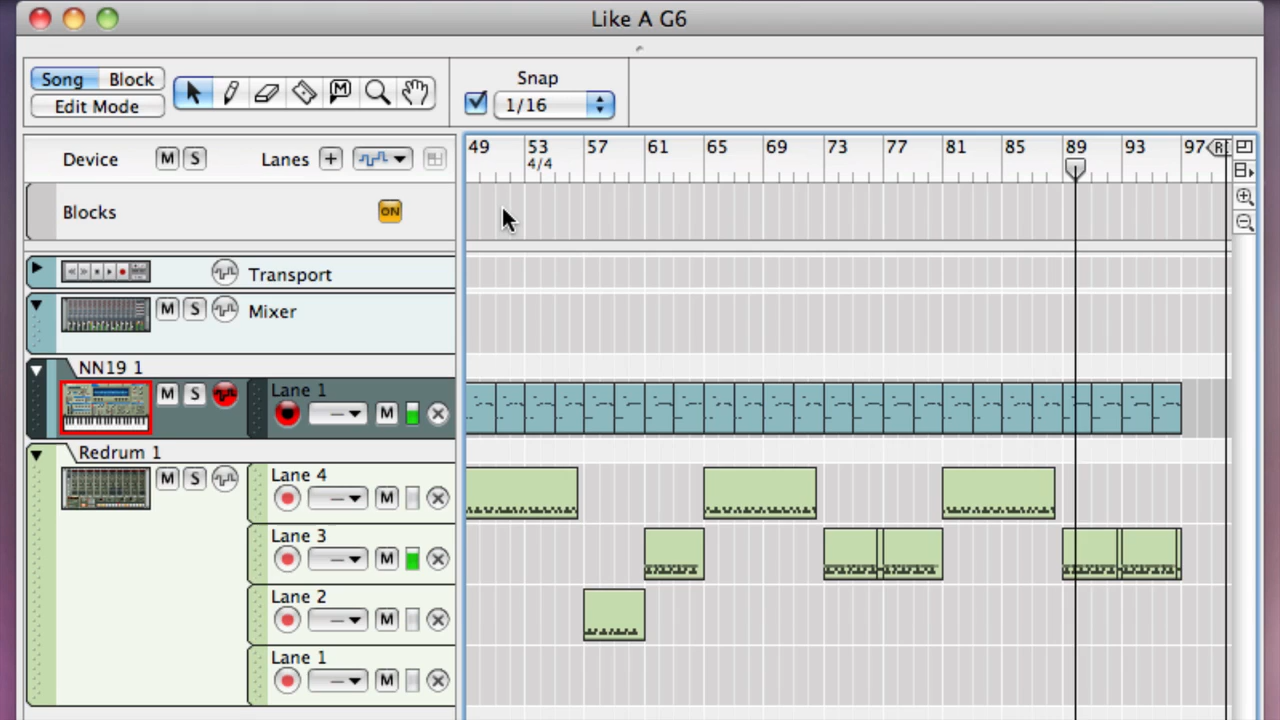 Like A G6
Song Block
Edit Mode
M
Snap
1/16
Device M S Lanes +
49 53 57 61 65 69 73 77 81 85 89 93 97 R
4/4
Blocks ON
Transport
M S Mixer
NN19 1
M S Lane 1
M
Redrum 1
M S Lane 4
M
Lane 3
M
Lane 2
M
Lane 1
M